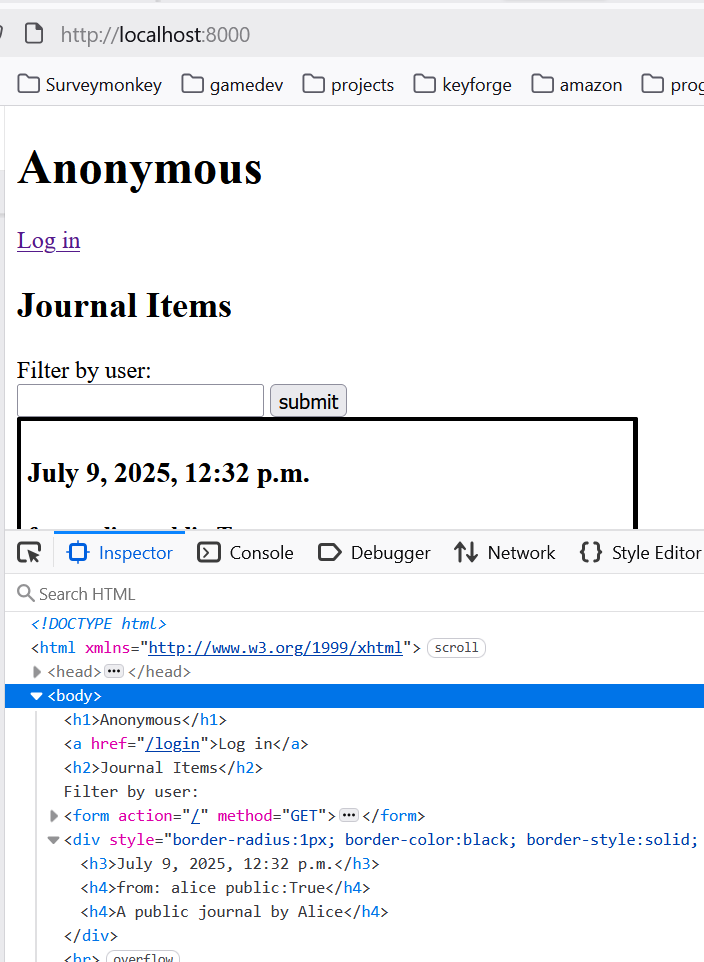 http://localhost:8000
Surveymonkey gamedev projects keyforge amazon prog
Anonymous
Log in
Journal Items
Filter by user:
submit
July 9, 2025, 12:32 p.m.
Inspector Console Debugger Network Style Editor
Search HTML
<!DOCTYPE html>
<html xmlns="http://www.w3.org/1999/xhtml"> scroll
<head> ••• </head>
<body>
<h1>Anonymous</h1>
<a href="/login">Log in</a>
<h2>Journal Items</h2>
Filter by user:
<form action="/" method="GET"> ••• </form>
<div style="border-radius:1px; border-color:black; border-style:solid;
<h3>July 9, 2025, 12:32 p.m.</h3>
<h4>from: alice public:True</h4>
<h4>A public journal by Alice</h4>
</div>
<br> overflow